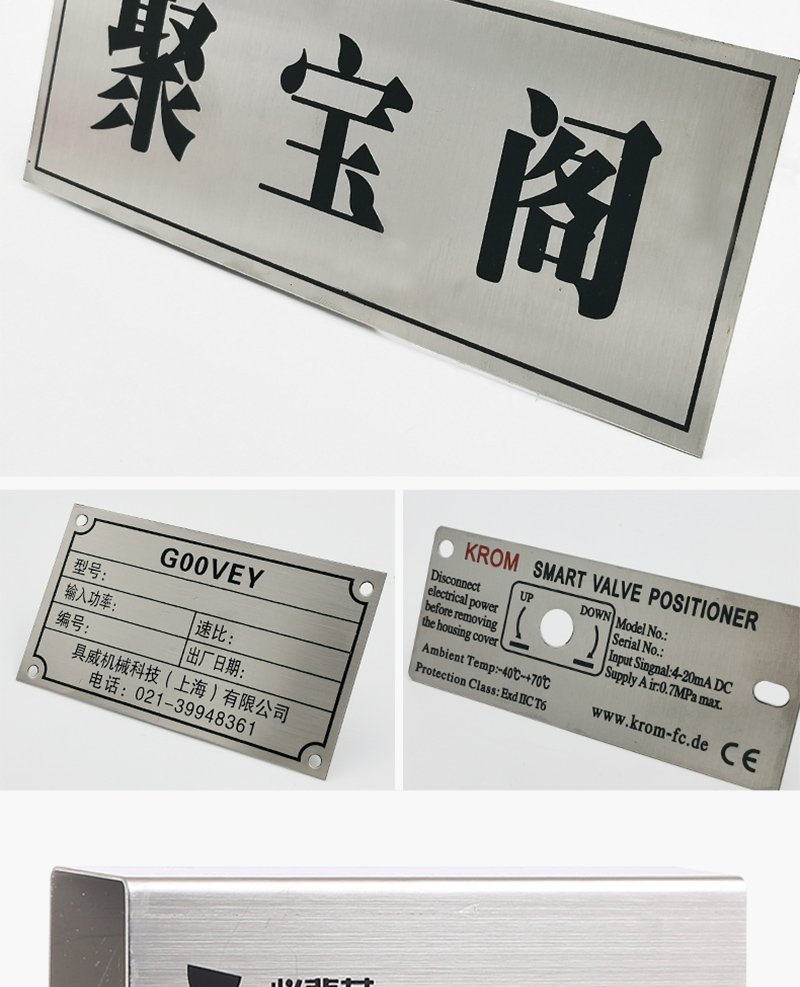 聚宝阁
GOOVEY
型号:
输入功率:
编号:
速比:
出厂日期:
具威机械科技(上海)有限公司
电话: 021-39948361
KROM SMART VALVE POSITIONER
Disconnect
electrical power
before removing
the housing cover
UP
DOWN
Model No.:
Serial No.:
Input Singnal:4-20mA DC
Supply Air:0.7MPa max.
Ambient Temp:-40℃~+70℃
Protection Class: Exd IIC T6
www.krom-fc.de
CE